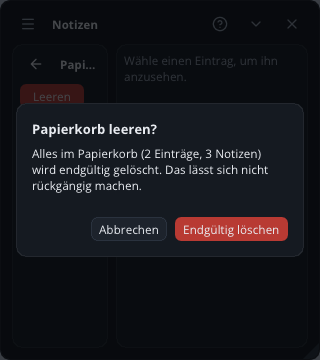 Notizen
Papi...
Wähle einen Eintrag, um ihn
anzusehen.
Leeren
Papierkorb leeren?
Alles im Papierkorb (2 Einträge, 3 Notizen)
wird endgültig gelöscht. Das lässt sich nicht
rückgängig machen.
Abbrechen
Endgültig löschen